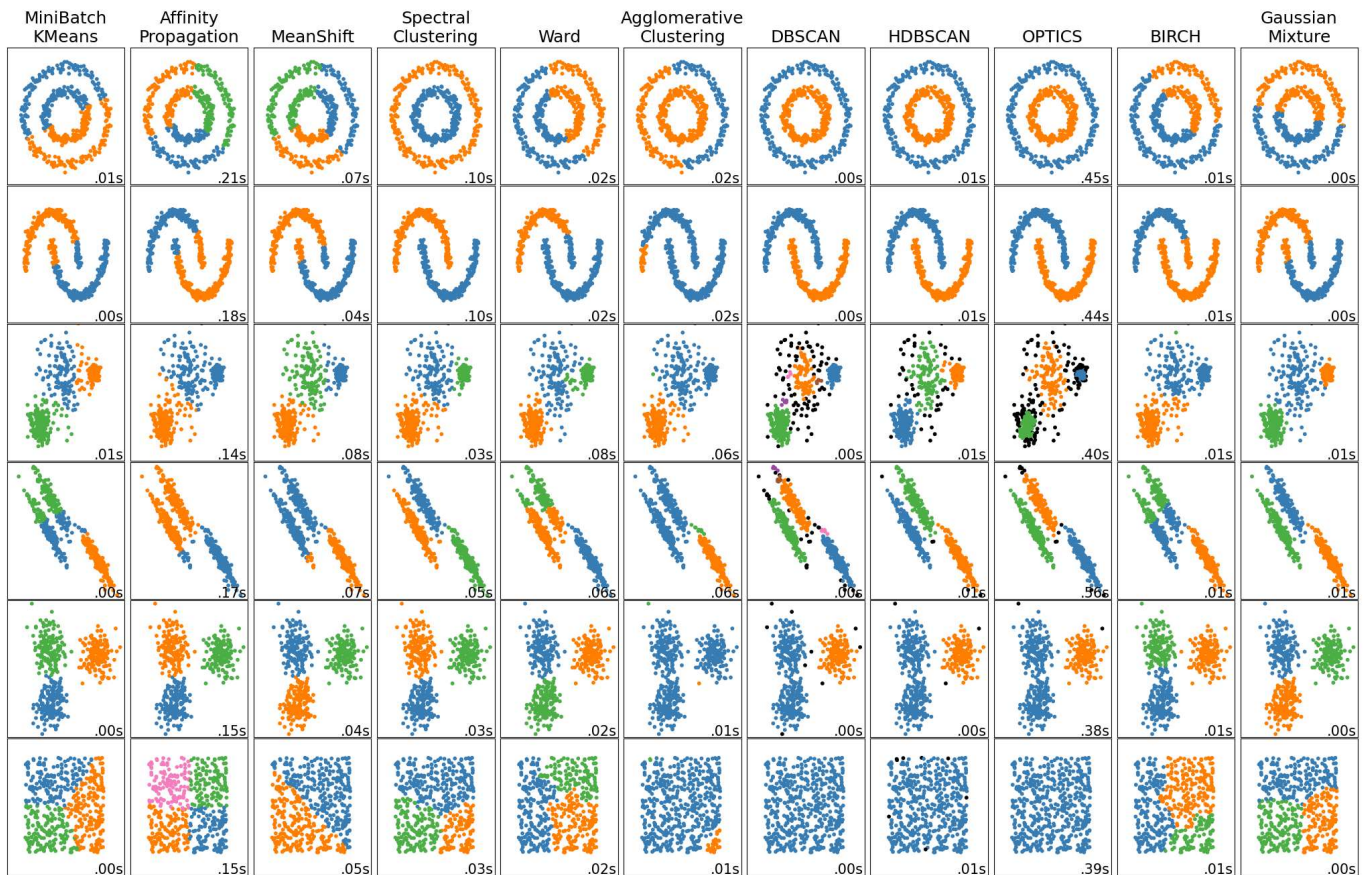 MiniBatch
KMeans
Affinity
Propagation
MeanShift
Spectral
Clustering
Ward
Agglomerative
Clustering
DBSCAN
HDBSCAN
OPTICS
BIRCH
Gaussian
Mixture
.01s
.21s
.07s
.10s
.02s
.02s
.00s
.01s
.45s
.01s
.00s
.00s
.18s
.04s
.10s
.02s
.02s
.00s
.01s
.44s
.01s
.00s
.01s
.14s
.08s
.03s
.08s
.06s
.00s
.01s
.40s
.01s
.01s
.00s
.17s
.07s
.05s
.06s
.06s
.00s
.01s
.36s
.01s
.01s
.00s
.15s
.04s
.03s
.02s
.01s
.00s
.00s
.38s
.01s
.00s
.00s
.15s
.05s
.03s
.02s
.01s
.00s
.01s
.39s
.01s
.00s